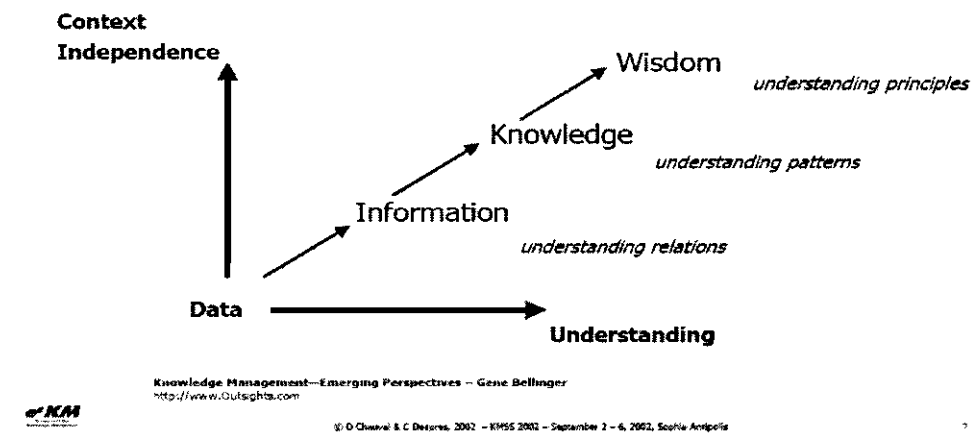 Context
Independence
Wisdom
understanding principles
Knowledge
understanding patterns
Information
understanding relations
Data
Understanding
Knowledge Management—Emerging Perspectives – Gene Bellinger
http://www.Outsights.com
KM
© D Chauvel & C Despres, 2002 – KMSS 2002 – September 2 – 6, 2002, Sophia Antipolis